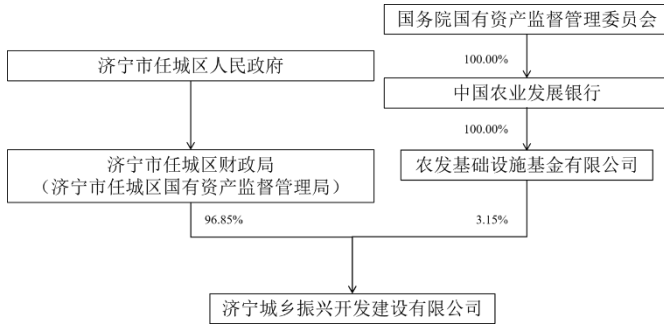 国务院国有资产监督管理委员会
100.00%
济宁市任城区人民政府
中国农业发展银行
100.00%
济宁市任城区财政局
（济宁市任城区国有资产监督管理局）
农发基础设施基金有限公司
96.85%
3.15%
济宁城乡振兴开发建设有限公司